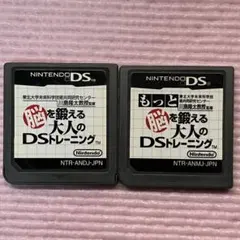 NINTENDO DS
東北大学未来科学技術共同研究センター
川島隆太教授監修
脳を鍛える
大人の
DSトレーニング
Nintendo
NTR-ANDJ-JPN
NINTENDO DS
東北大学未来科学技術共同研究センター
川島隆太教授監修
もっと
脳を鍛える
大人の
DSトレーニング
Nintendo
NTR-ANMJ-JPN